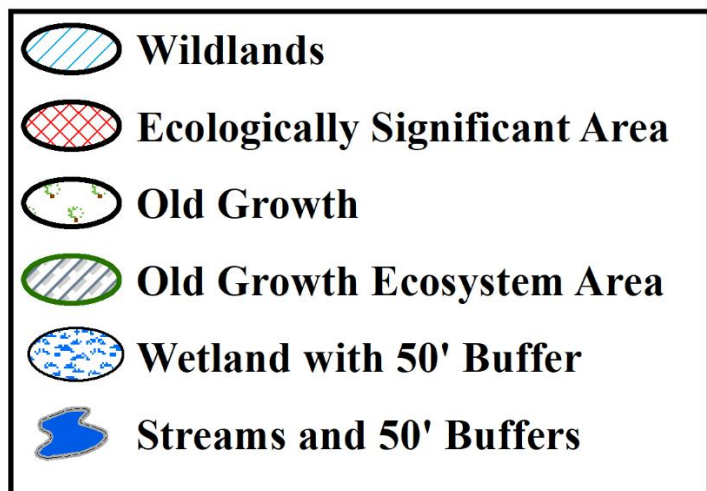 Wildlands
Ecologically Significant Area
Old Growth
Old Growth Ecosystem Area
Wetland with 50' Buffer
Streams and 50' Buffers